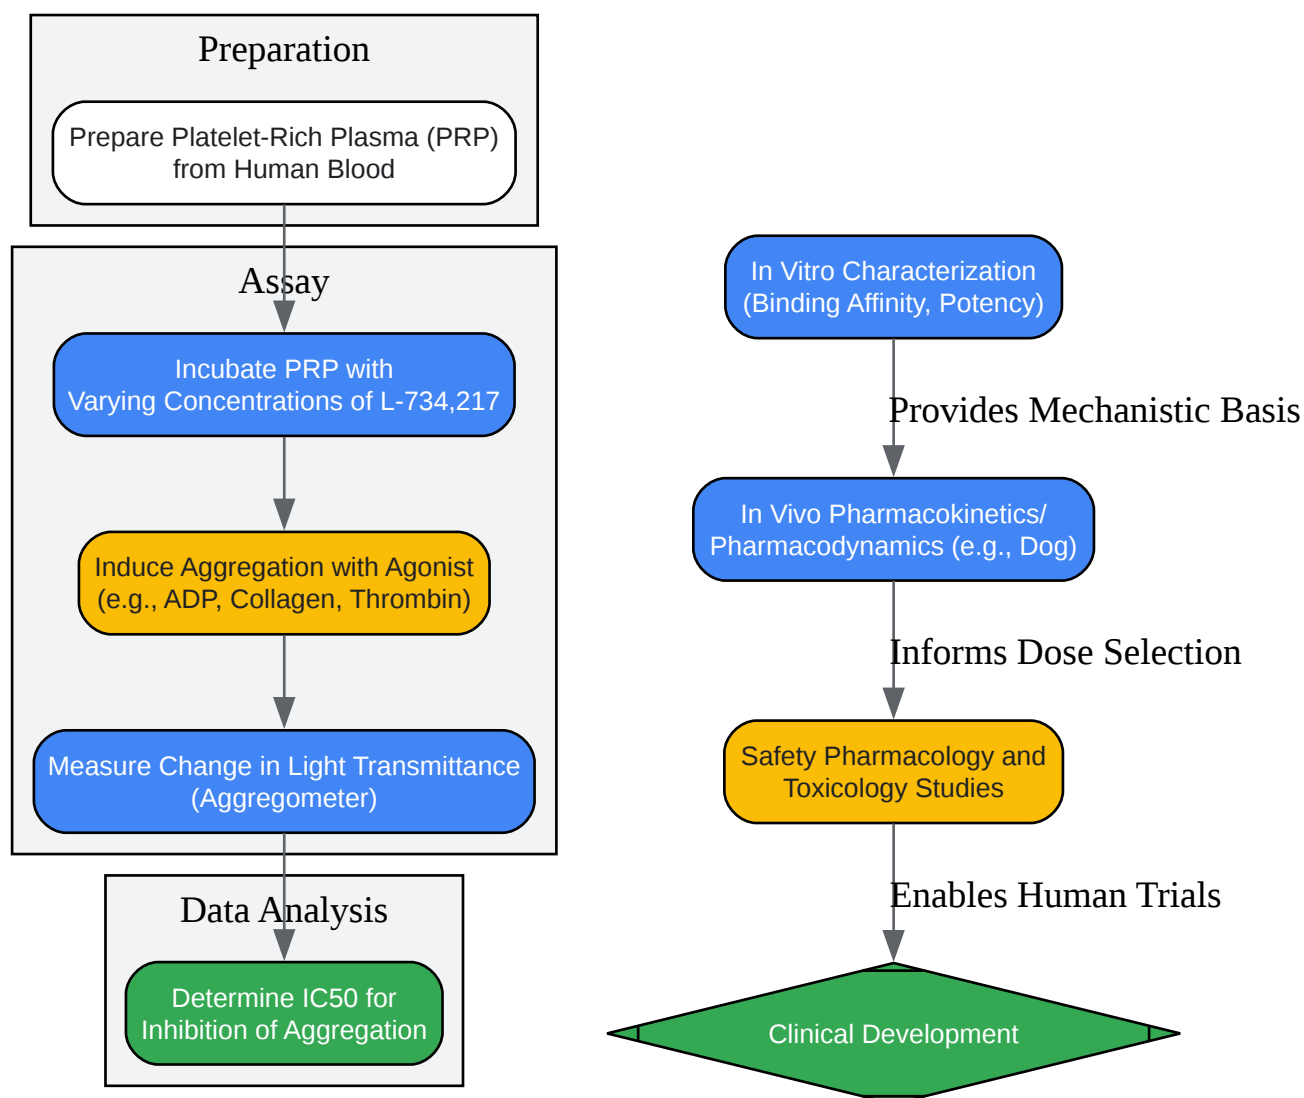 Preparation
Prepare Platelet-Rich Plasma (PRP)
from Human Blood
Assay
Incubate PRP with
Varying Concentrations of L-734,217
Induce Aggregation with Agonist
(e.g., ADP, Collagen, Thrombin)
Measure Change in Light Transmittance
(Aggregometer)
Data Analysis
Determine IC50 for
Inhibition of Aggregation
In Vitro Characterization
(Binding Affinity, Potency)
Provides Mechanistic Basis
In Vivo Pharmacokinetics/
Pharmacodynamics (e.g., Dog)
Informs Dose Selection
Safety Pharmacology and
Toxicology Studies
Enables Human Trials
Clinical Development